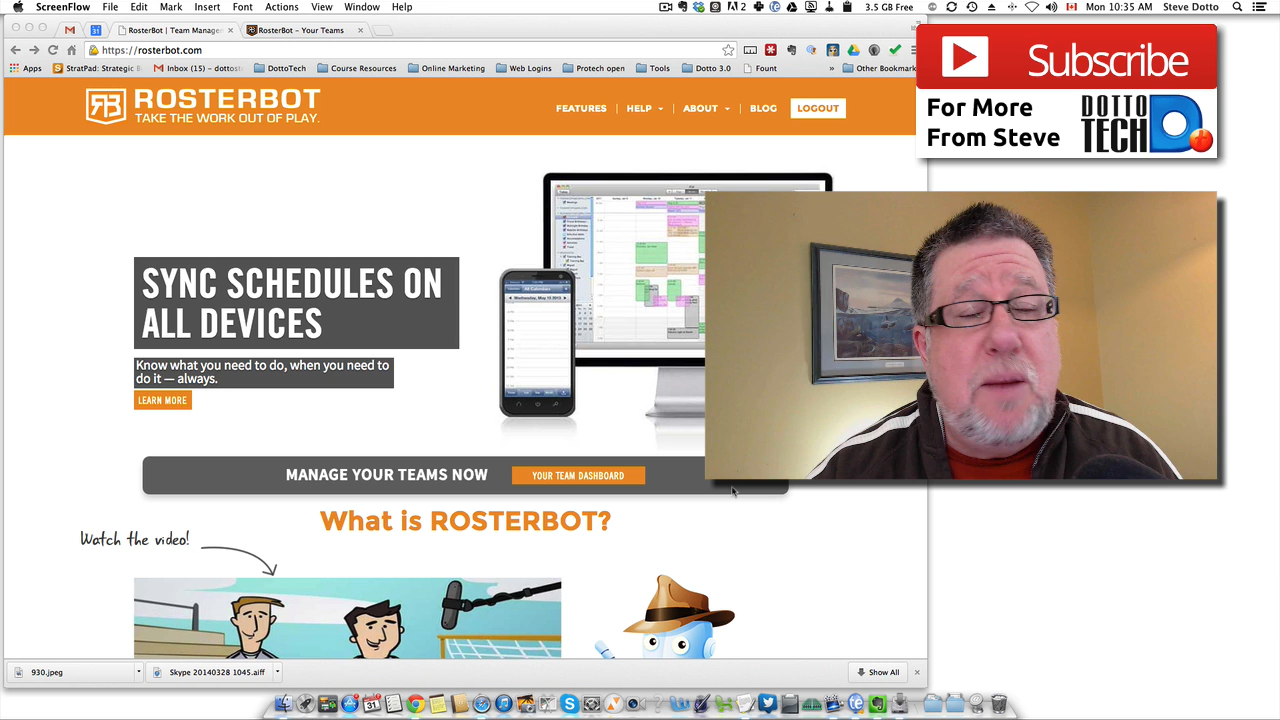 ScreenFlow File Edit Mark Insert Font Actions View Window Help 3.5 GB Free Mon 10:35 AM Steve Dotto
RosterBot | Team Manage RosterBot – Your Teams
https://rosterbot.com
Apps StratPad: Strategic B Inbox (15) – dottost DottoTech Course Resources Online Marketing Web Logins Protech open Tools Dotto 3.0 Fount » Other Bookmark
Subscribe
For More
From Steve
DOTTO
TECH
ROSTERBOT
TAKE THE WORK OUT OF PLAY.
FEATURES HELP ABOUT BLOG LOGOUT
SYNC SCHEDULES ON
ALL DEVICES
Know what you need to do, when you need to
do it — always.
LEARN MORE
MANAGE YOUR TEAMS NOW YOUR TEAM DASHBOARD
What is ROSTERBOT?
Watch the video!
930.jpeg Skype 20140328 1045.aiff Show All